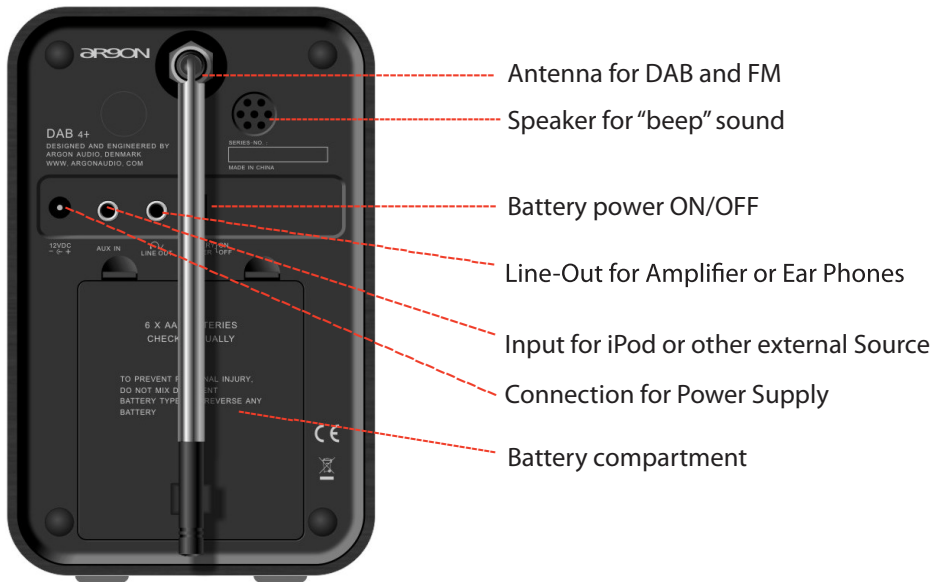 ARGON
Antenna for DAB and FM
Speaker for “beep” sound
DAB 4+
DESIGNED AND ENGINEERED BY
ARGON AUDIO, DENMARK
WWW. ARGONAUDIO. COM
SERIES NO.
MADE IN CHINA
Battery power ON/OFF
12VDC
AUX IN
LINE OUT
ON
OFF
Line-Out for Amplifier or Ear Phones
6 X AA
CHECK
Input for iPod or other external Source
TO PREVENT
INJURY,
DO NOT MIX
BATTERY
REVERSE ANY
BATTERY
Connection for Power Supply
CE
Battery compartment